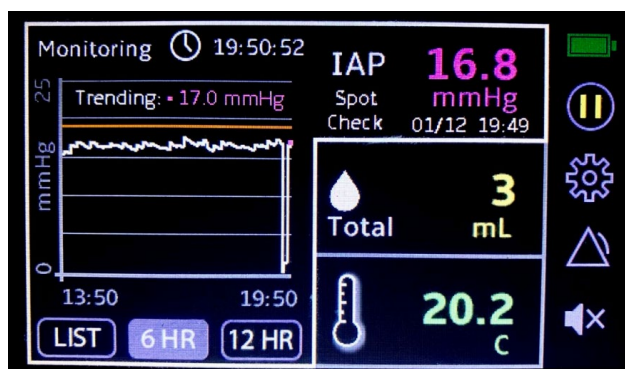 Monitoring 19:50:52
Trending: 17.0 mmHg
25
mmHg
0
13:50 19:50
LIST 6 HR 12 HR
IAP 16.8
Spot mmHg
Check 01/12 19:49
3
Total mL
20.2
C